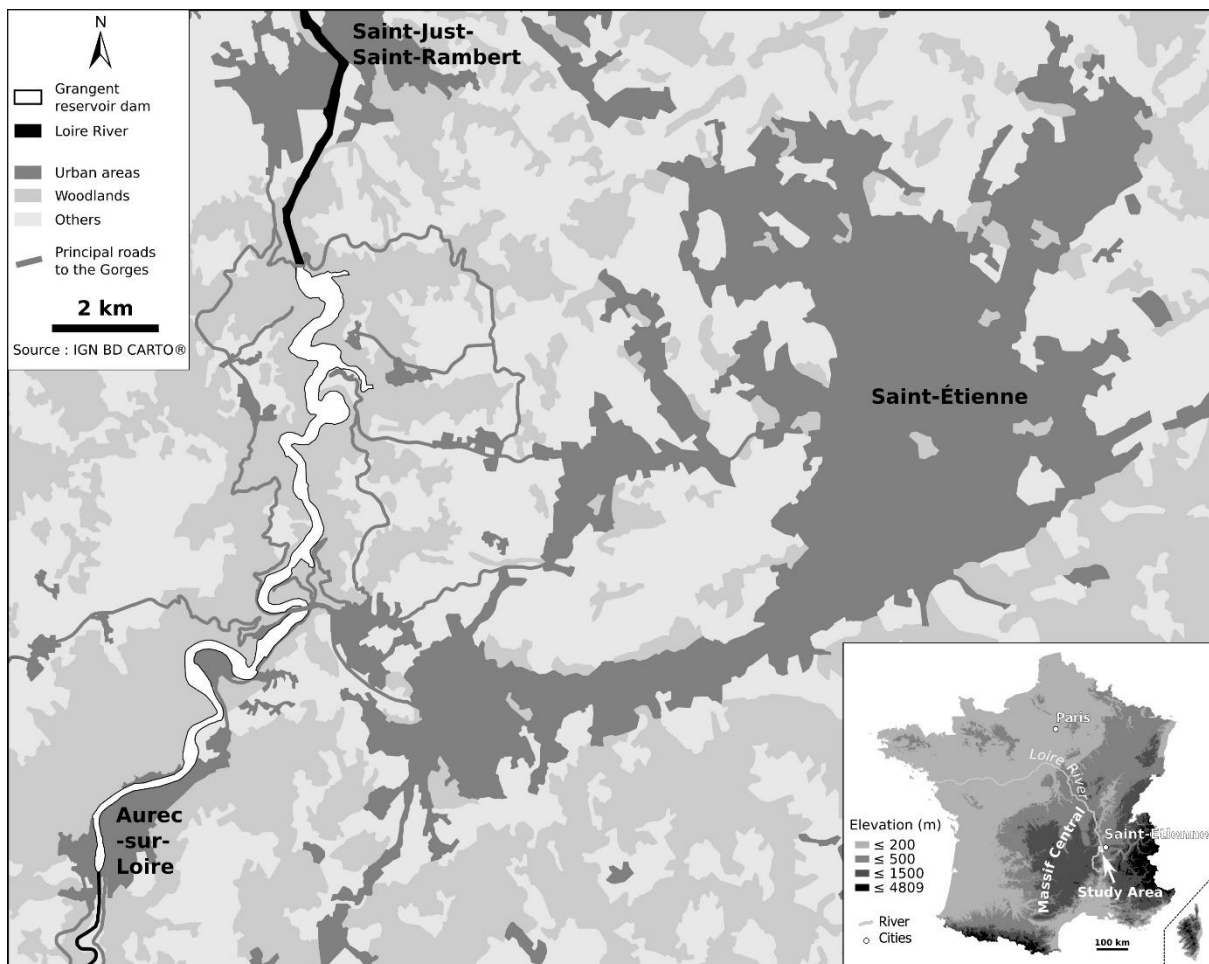 N
Grangent
reservoir dam
Loire River
Urban areas
Woodlands
Others
Principal roads
to the Gorges
2 km
Source : IGN BD CARTO®
Saint-Just-
Saint-Rambert
Saint-Étienne
Aurec
-sur-
Loire
Paris
Loire River
Massif Central
Saint-Etienne
Study Area
Elevation (m)
≤ 200
≤ 500
≤ 1500
≤ 4809
River
Cities
100 km